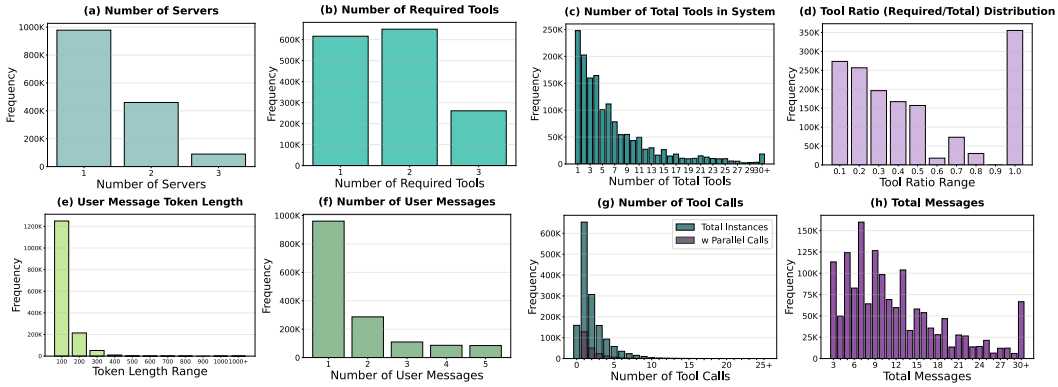 (a) Number of Servers
Frequency
1000K
800K
600K
400K
200K
0
1 2 3
Number of Servers
(b) Number of Required Tools
Frequency
600K
500K
400K
300K
200K
100K
0
1 2 3
Number of Required Tools
(c) Number of Total Tools in System
Frequency
250K
200K
150K
100K
50K
0
1 3 5 7 9 11 13 15 17 19 21 23 25 27 29 30+
Number of Total Tools
(d) Tool Ratio (Required/Total) Distribution
Frequency
350K
300K
250K
200K
150K
100K
50K
0
0.1 0.2 0.3 0.4 0.5 0.6 0.7 0.8 0.9 1.0
Tool Ratio Range
(e) User Message Token Length
Frequency
1200K
1000K
800K
600K
400K
200K
0
100 200 300 400 500 600 700 800 900 1000 1000+
Token Length Range
(f) Number of User Messages
Frequency
1000K
800K
600K
400K
200K
0
1 2 3 4 5
Number of User Messages
(g) Number of Tool Calls
Frequency
700K
600K
500K
400K
300K
200K
100K
0
Total Instances
w Parallel Calls
0 5 10 15 20 25+
Number of Tool Calls
(h) Total Messages
Frequency
150K
125K
100K
75K
50K
25K
0
3 6 9 12 15 18 21 24 27 30+
Total Messages